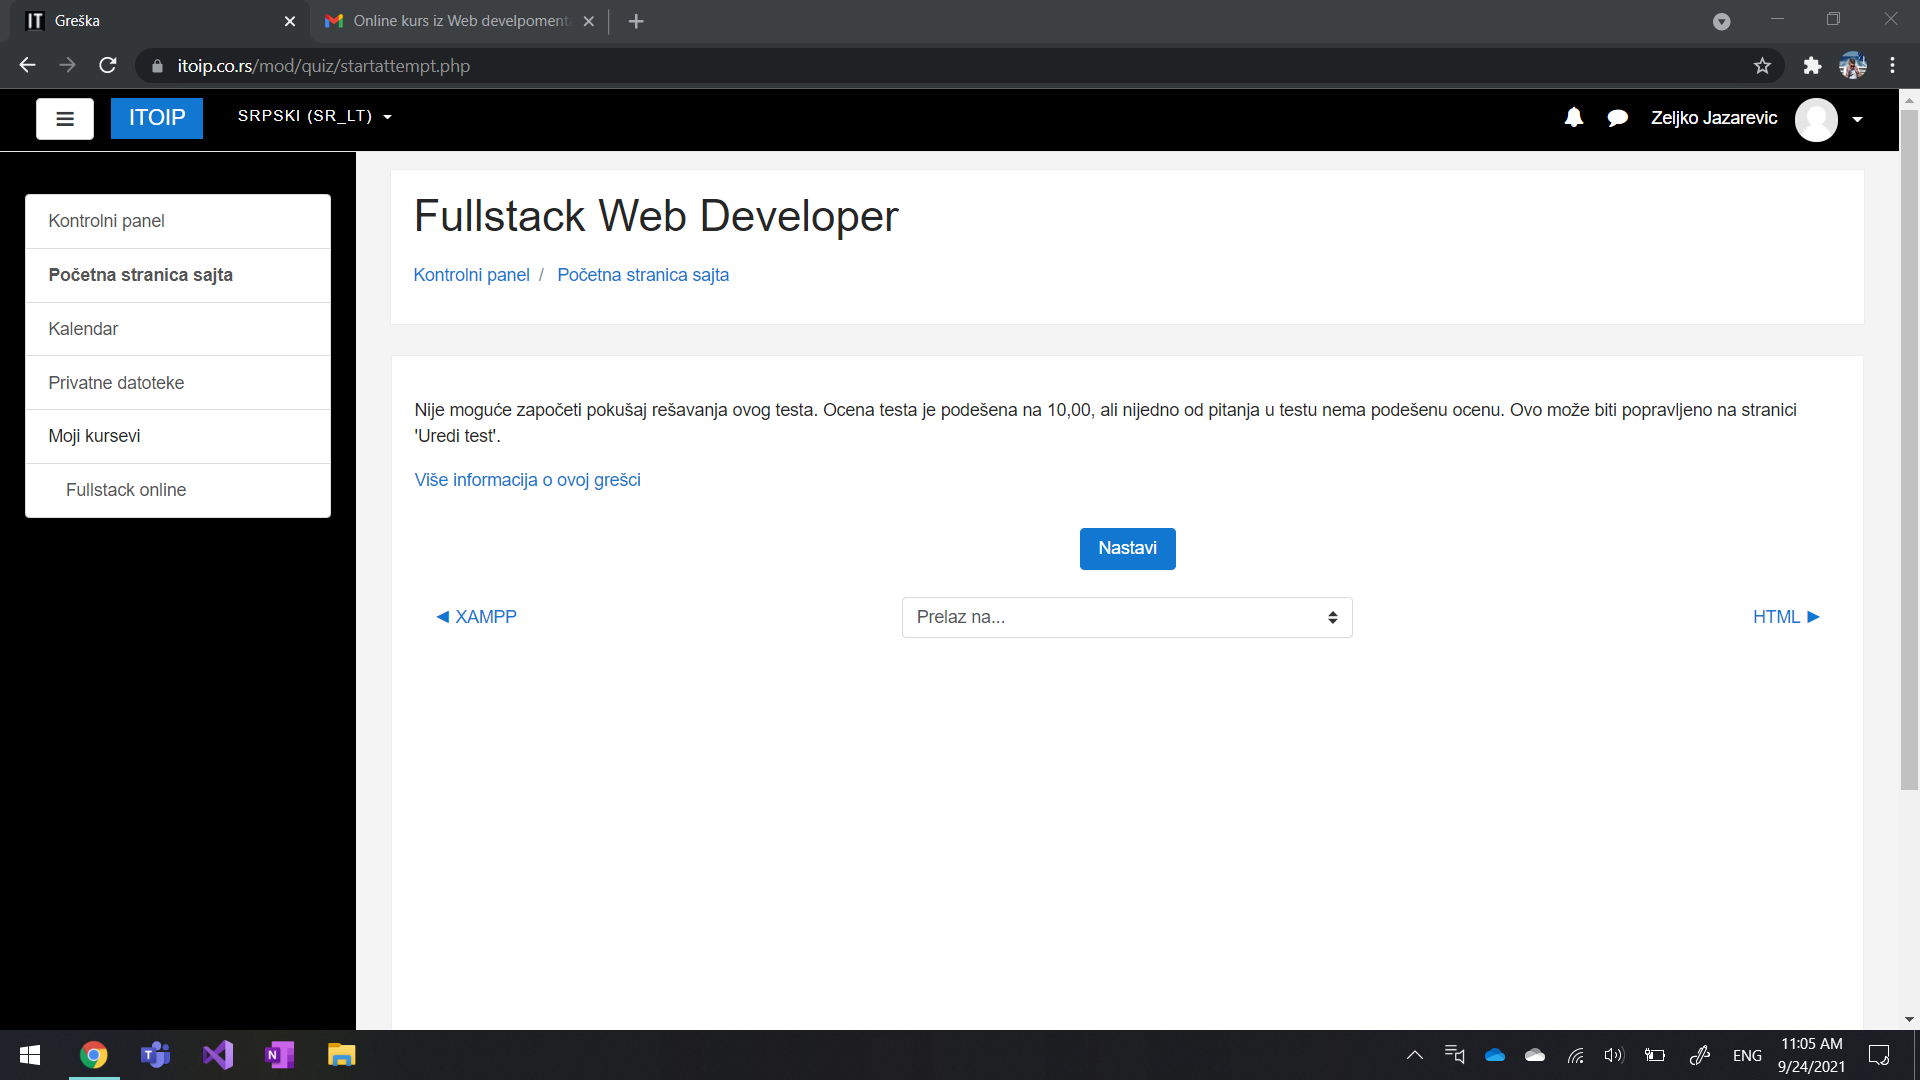 IT Greška
Online kurs iz Web develpoment
itoip.co.rs/mod/quiz/startattempt.php
ITOIP
SRPSKI (SR_LT)
Zeljko Jazarevic
Kontrolni panel
Početna stranica sajta
Kalendar
Privatne datoteke
Moji kursevi
Fullstack online
Fullstack Web Developer
Kontrolni panel / Početna stranica sajta
Nije moguće započeti pokušaj rešavanja ovog testa. Ocena testa je podešena na 10,00, ali nijedno od pitanja u testu nema podešenu ocenu. Ovo može biti popravljeno na stranici
'Uredi test'.
Više informacija o ovoj grešci
Nastavi
◄ XAMPP
Prelaz na...
HTML ►
ENG
11:05 AM
9/24/2021